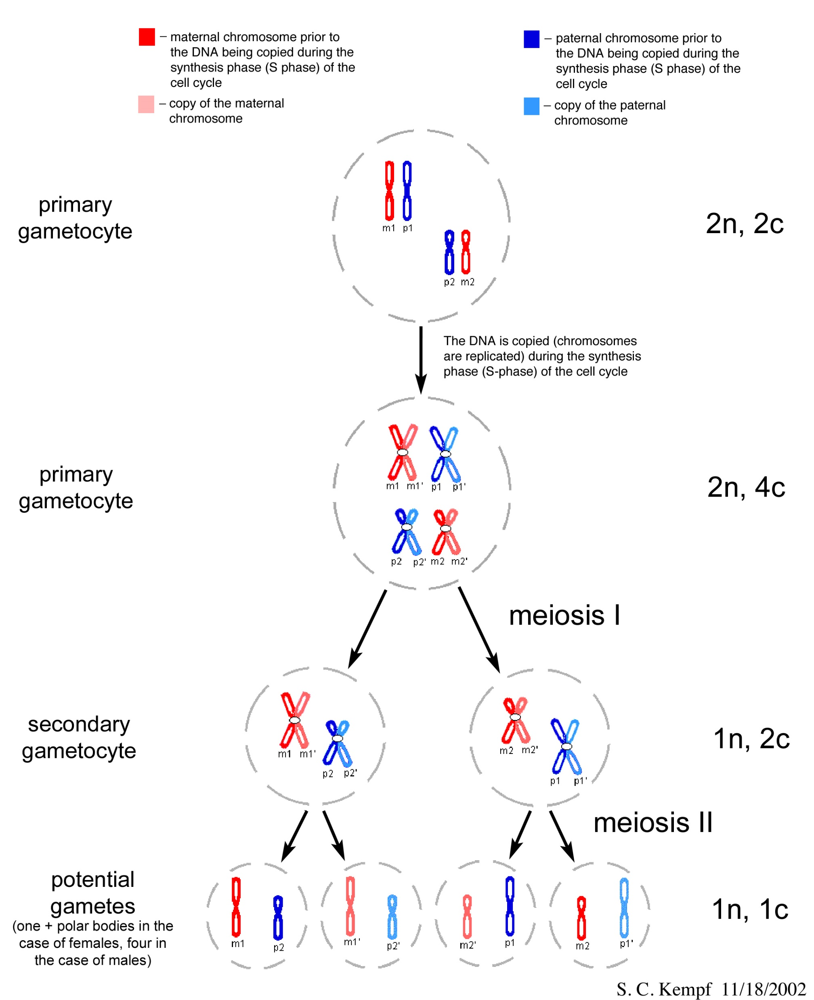 – maternal chromosome prior to
the DNA being copied during the
synthesis phase (S phase) of the
cell cycle
– copy of the maternal
chromosome
– paternal chromosome prior to
the DNA being copied during the
synthesis phase (S phase) of the
cell cycle
– copy of the paternal
chromosome
primary
gametocyte
m1 p1
p2 m2
2n, 2c
The DNA is copied (chromosomes
are replicated) during the synthesis
phase (S-phase) of the cell cycle
primary
gametocyte
m1 m1' p1 p1'
p2 p2' m2 m2'
2n, 4c
meiosis I
secondary
gametocyte
m1 m1'
p2 p2'
m2 m2'
p1 p1'
1n, 2c
meiosis II
potential
gametes
(one + polar bodies in the
case of females, four in
the case of males)
m1 p2
m1' p2'
m2' p1
m2 p1'
1n, 1c
S. C. Kempf 11/18/2002